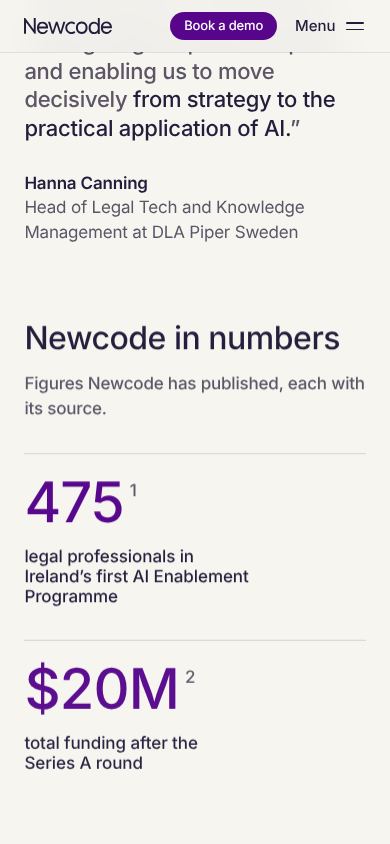 Newcode
Book a demo
Menu
and enabling us to move
decisively from strategy to the
practical application of AI.”
Hanna Canning
Head of Legal Tech and Knowledge
Management at DLA Piper Sweden
Newcode in numbers
Figures Newcode has published, each with
its source.
475 1
legal professionals in
Ireland’s first AI Enablement
Programme
$20M 2
total funding after the
Series A round